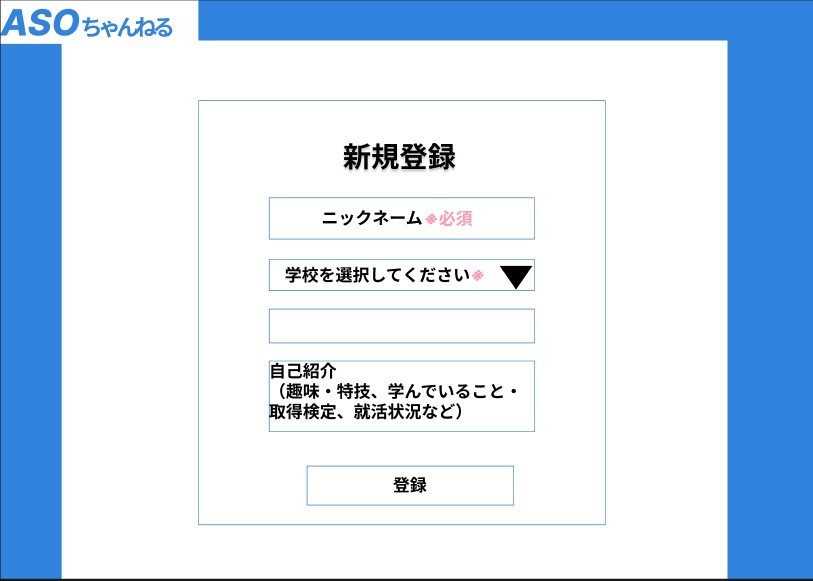 ASOちゃんねる
新規登録
ニックネーム※必須
学校を選択してください※
自己紹介
（趣味・特技、学んでいること・
取得検定、就活状況など）
登録